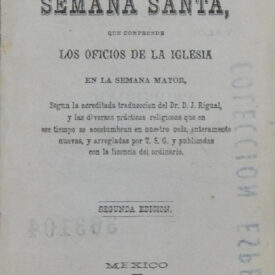 SEMANA SANTA,
QUE COMPRENDE
LOS OFICIOS DE LA IGLESIA
EN LA SEMANA MAYOR,
Segun la acreditada traduccion del Dr. D. J. Rigual,
y las diversas prácticas religiosas que en
ese tiempo se acostumbran en nuestro país, enteramente
nuevas, y arregladas por T. S. G. y publicadas
con la licencia del ordinario.
SEGUNDA EDICION.
MEXICO
COLECCION ESPE